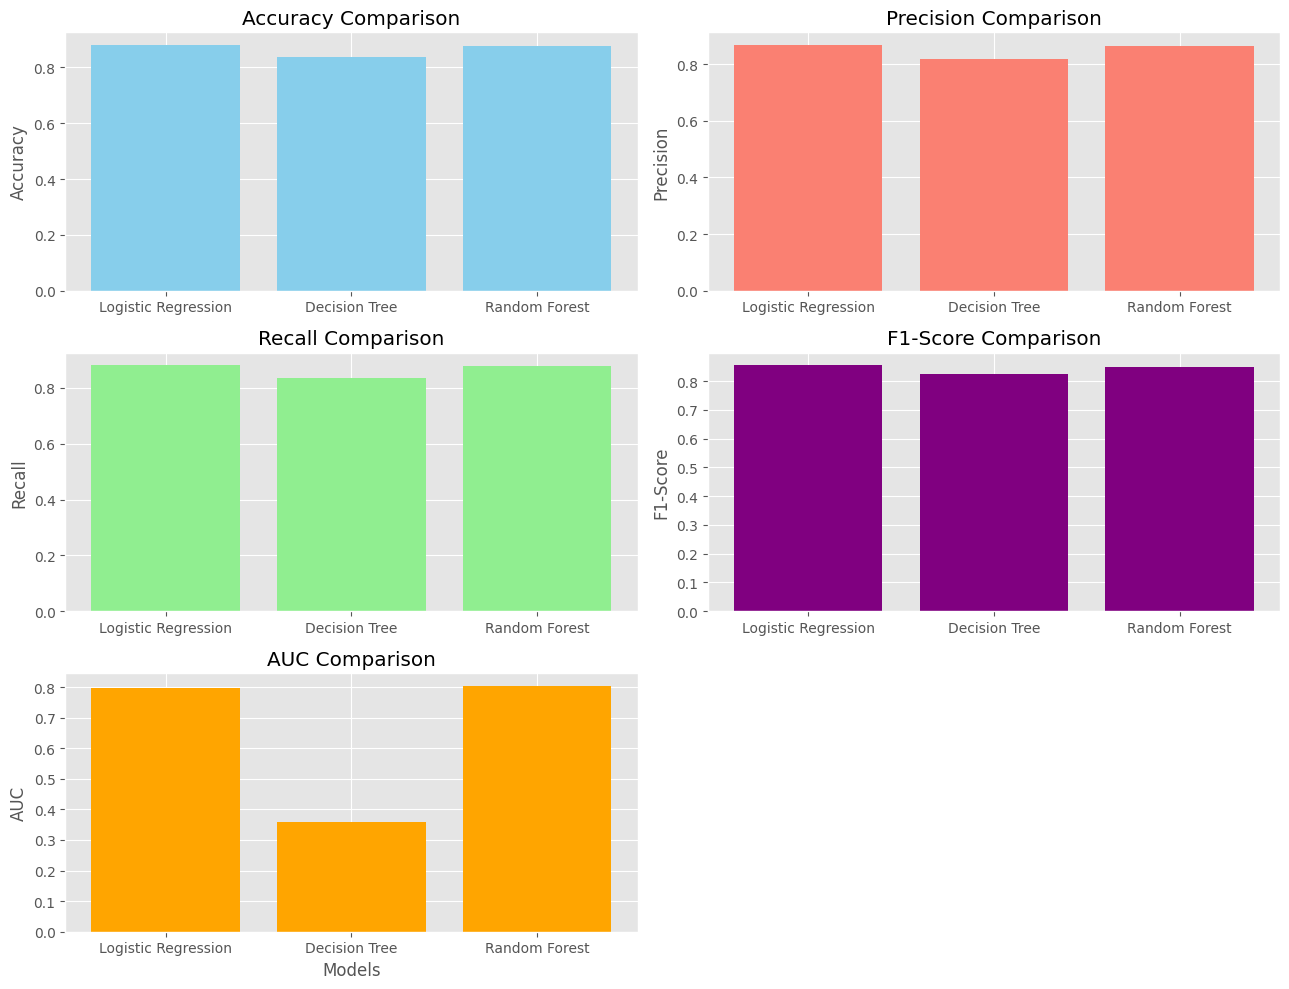 Accuracy Comparison
Accuracy
0.8
0.6
0.4
0.2
0.0
Logistic Regression Decision Tree Random Forest
Precision Comparison
Precision
0.8
0.6
0.4
0.2
0.0
Logistic Regression Decision Tree Random Forest
Recall Comparison
Recall
0.8
0.6
0.4
0.2
0.0
Logistic Regression Decision Tree Random Forest
F1-Score Comparison
F1-Score
0.8
0.7
0.6
0.5
0.4
0.3
0.2
0.1
0.0
Logistic Regression Decision Tree Random Forest
AUC Comparison
AUC
0.8
0.7
0.6
0.5
0.4
0.3
0.2
0.1
0.0
Logistic Regression Decision Tree Random Forest
Models